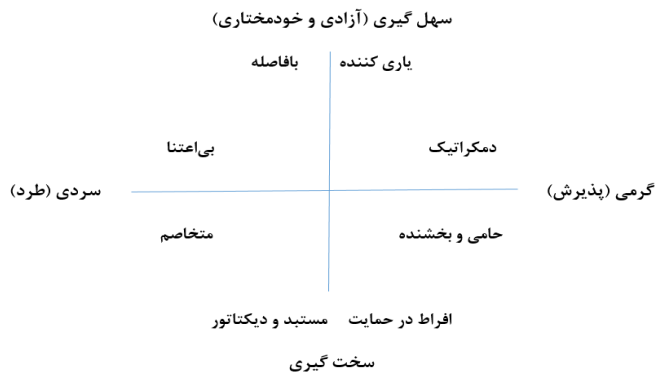 سهل گیری (آزادی و خودمختاری)
یاری کننده
بافاصله
دمکراتیک
بی‌اعتنا
گرمی (پذیرش)
سردی (طرد)
حامی و بخشنده
متخاصم
افراط در حمایت
مستبد و دیکتاتور
سخت گیری